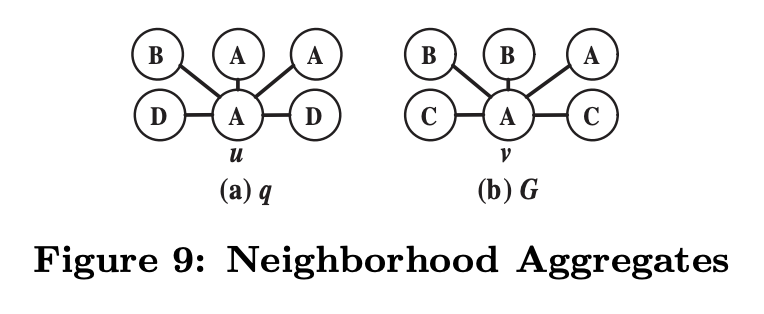 B A A B B A
D A D C A C
u v
(a) q (b) G
Figure 9: Neighborhood Aggregates